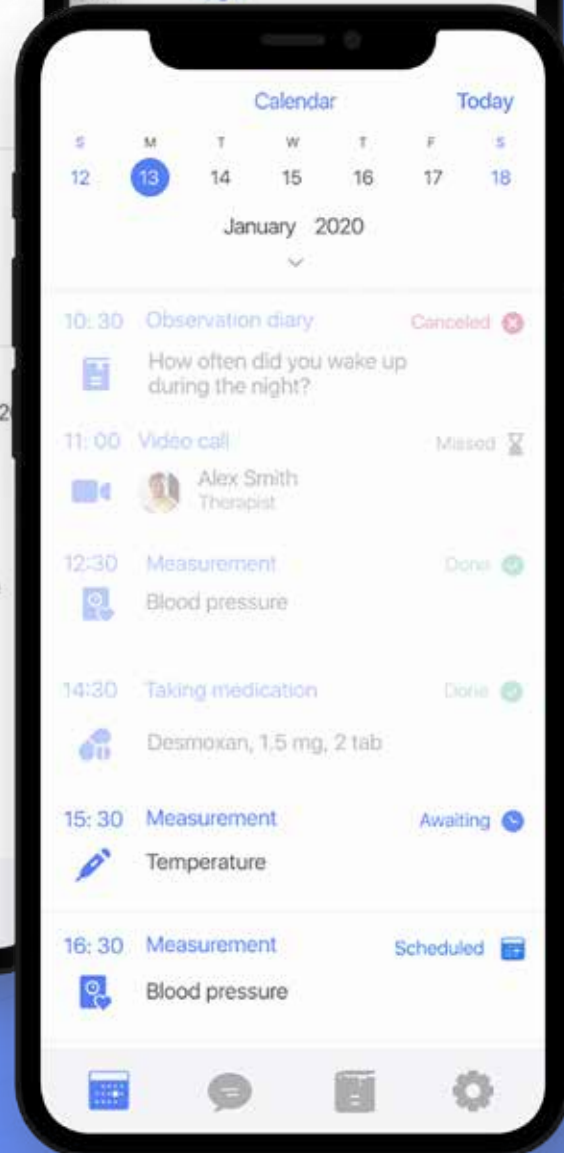 Calendar Today
S M T W T F S
12 13 14 15 16 17 18
January 2020
10: 30 Observation diary Canceled
How often did you wake up
during the night?
11: 00 Video call Missed
Alex Smith
Therapist
12:30 Measurement Done
Blood pressure
14:30 Taking medication Done
Desmoxan, 1.5 mg, 2 tab
15: 30 Measurement Awaiting
Temperature
16: 30 Measurement Scheduled
Blood pressure